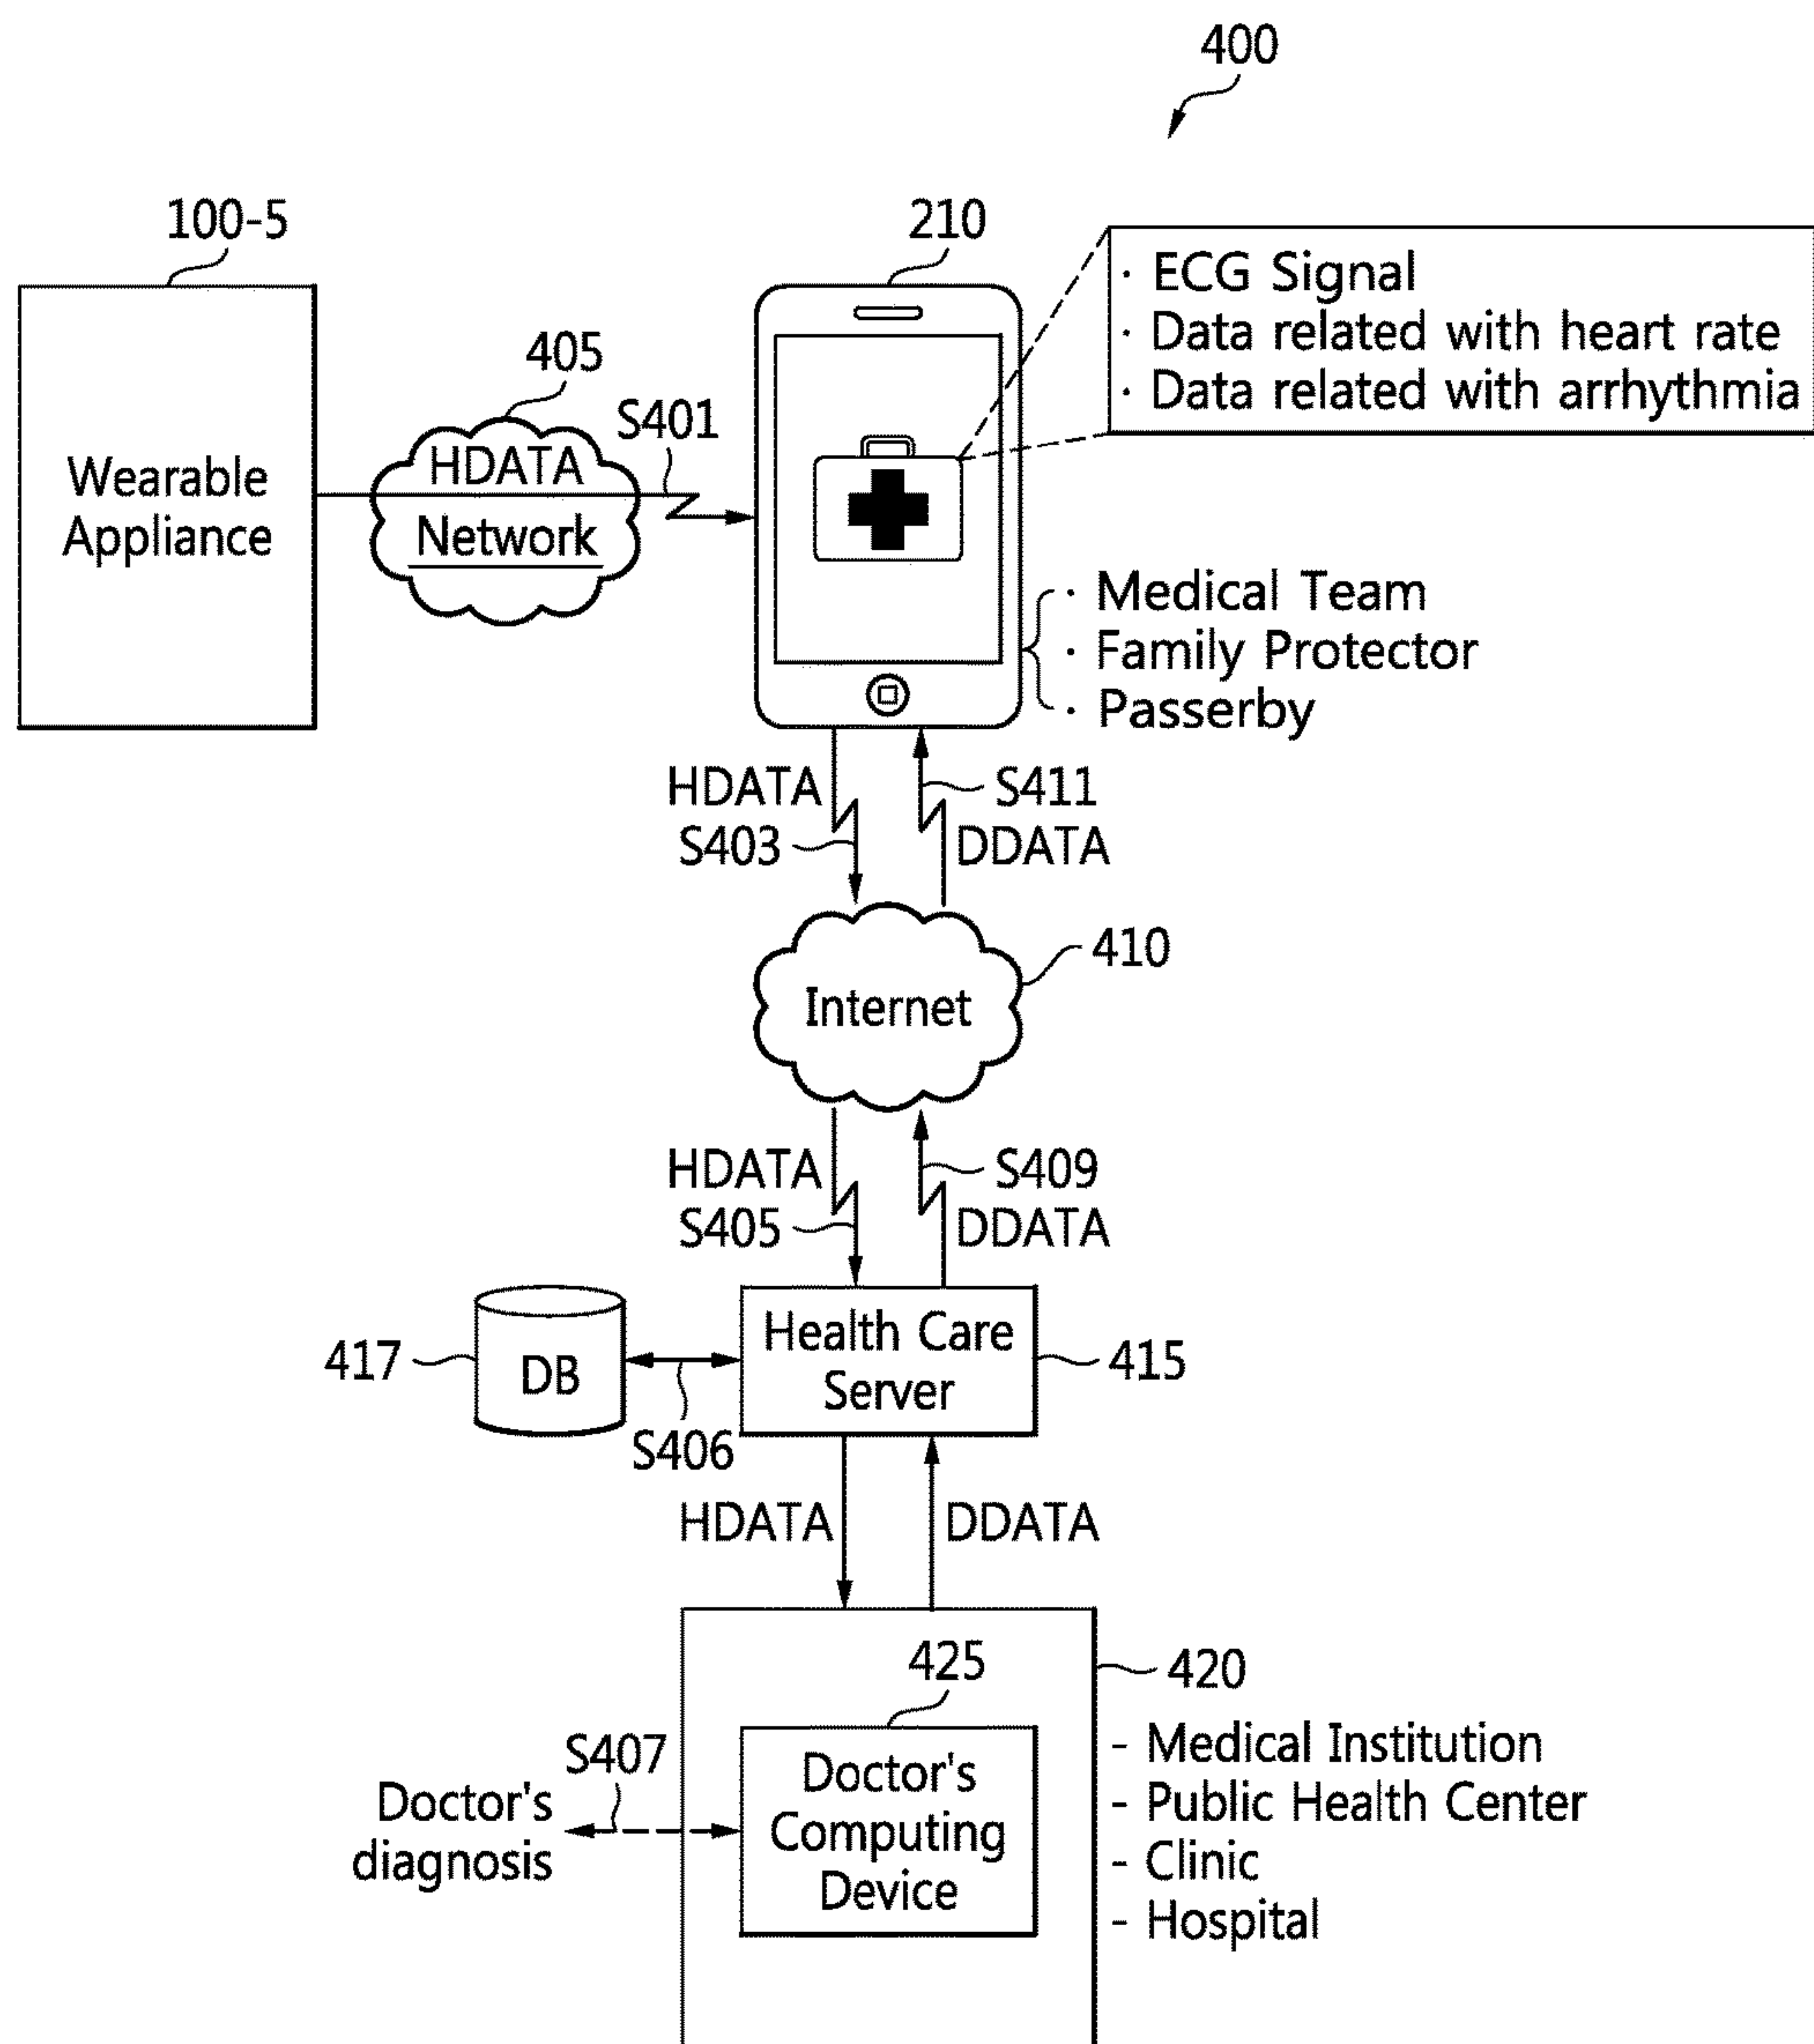 400
100-5
210
· ECG Signal
· Data related with heart rate
· Data related with arrhythmia
405
S401
HDATA
Network
Wearable
Appliance
· Medical Team
· Family Protector
· Passerby
HDATA
S411
S403
DDATA
410
Internet
HDATA
S409
S405
DDATA
417
DB
Health Care
Server
415
S406
HDATA
DDATA
425
420
S407
Doctor's
diagnosis
Doctor's
Computing
Device
- Medical Institution
- Public Health Center
- Clinic
- Hospital